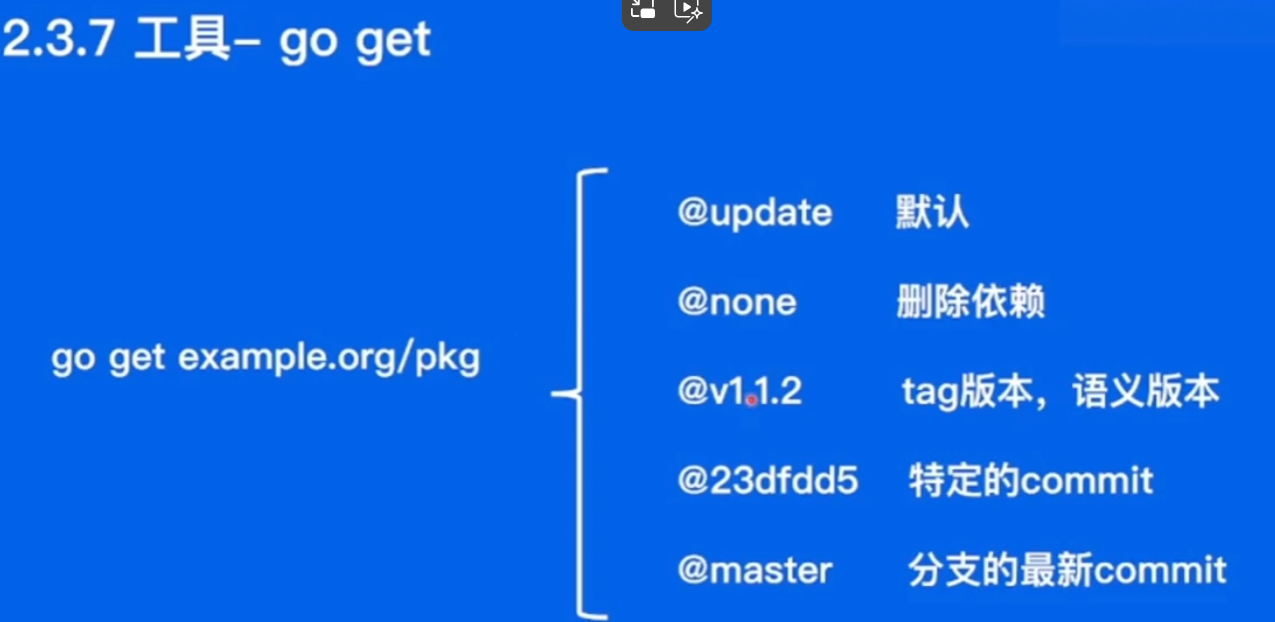 2.3.7 工具- go get
go get example.org/pkg
@update 默认
@none 删除依赖
@v1.1.2 tag版本，语义版本
@23dfdd5 特定的commit
@master 分支的最新commit